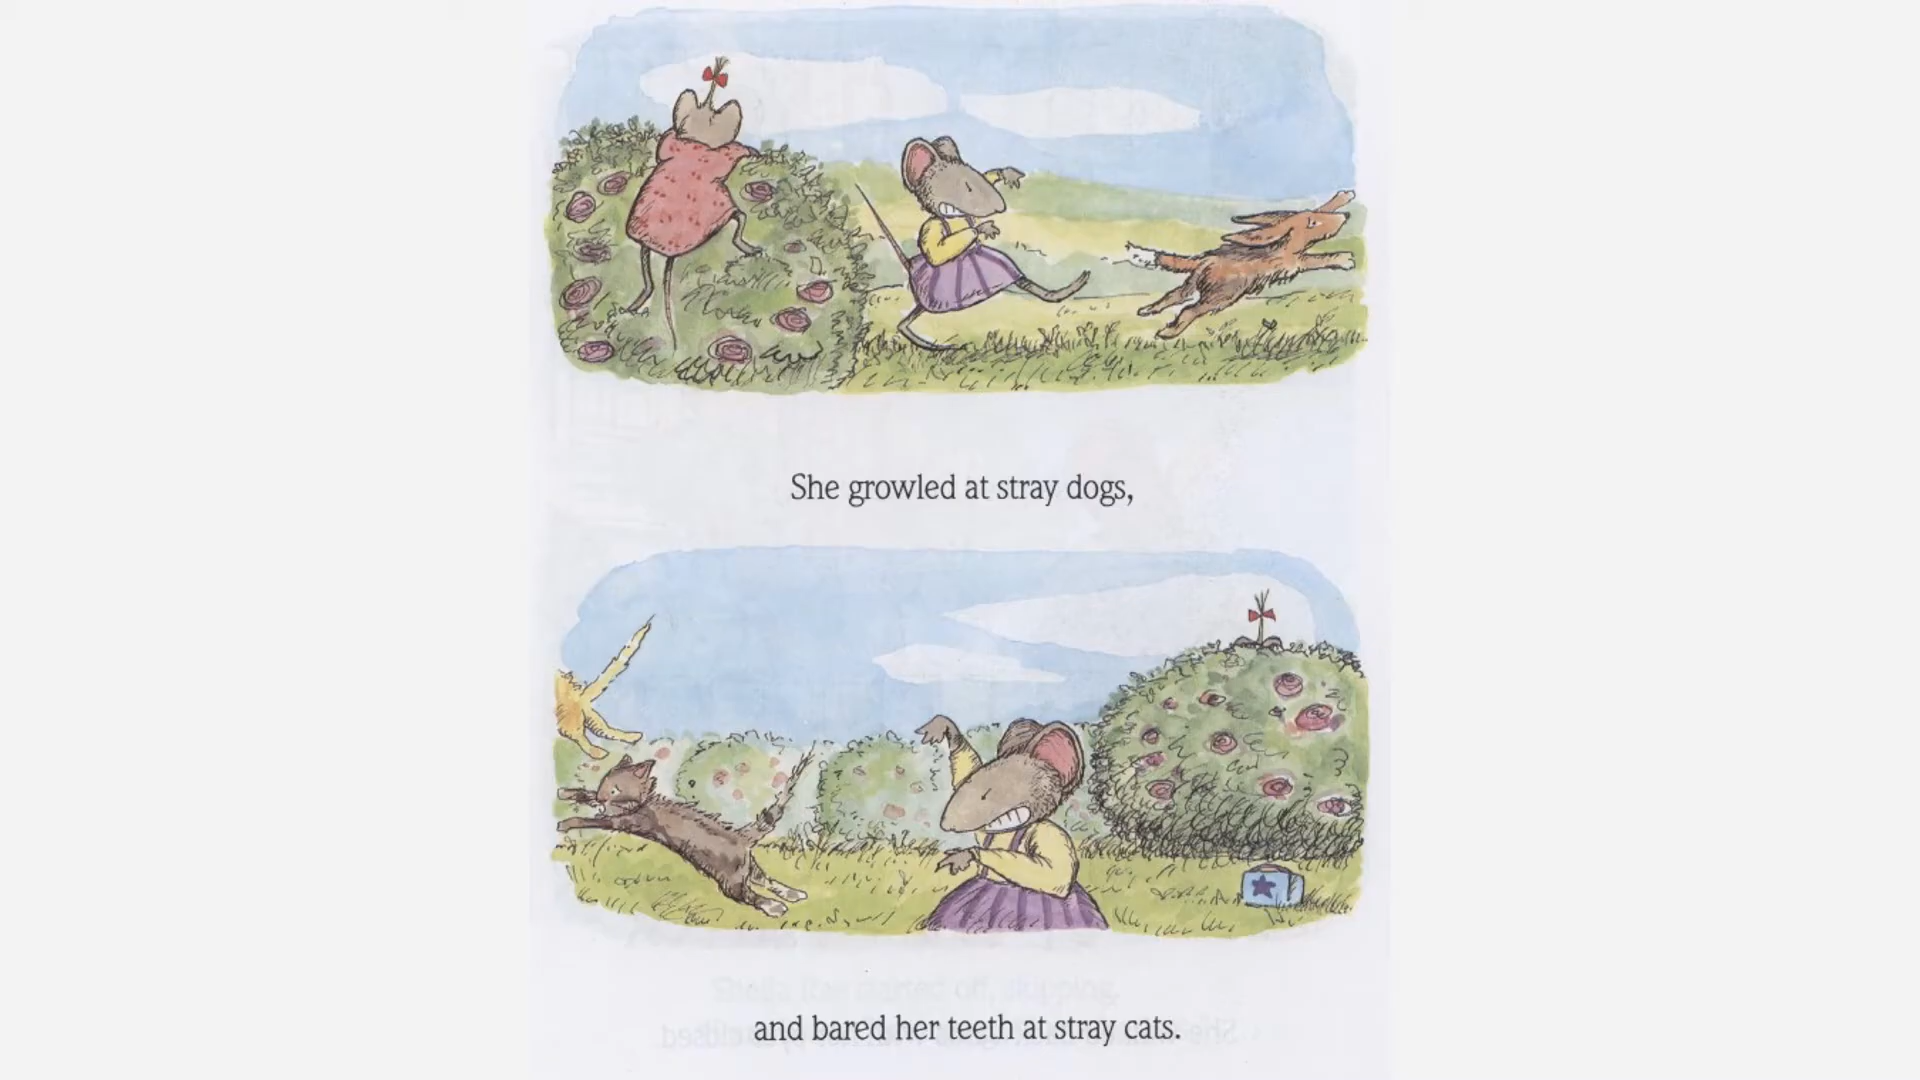 She growled at stray dogs,
and bared her teeth at stray cats.